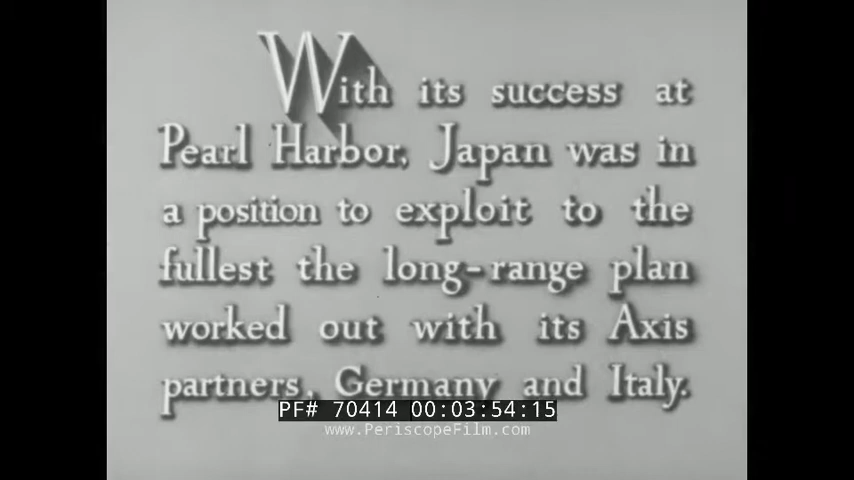 With its success at
Pearl Harbor, Japan was in
a position to exploit to the
fullest the long-range plan
worked out with its Axis
partners, Germany and Italy.
PF# 70414 00:03:54:15
www.PeriscopeFilm.com